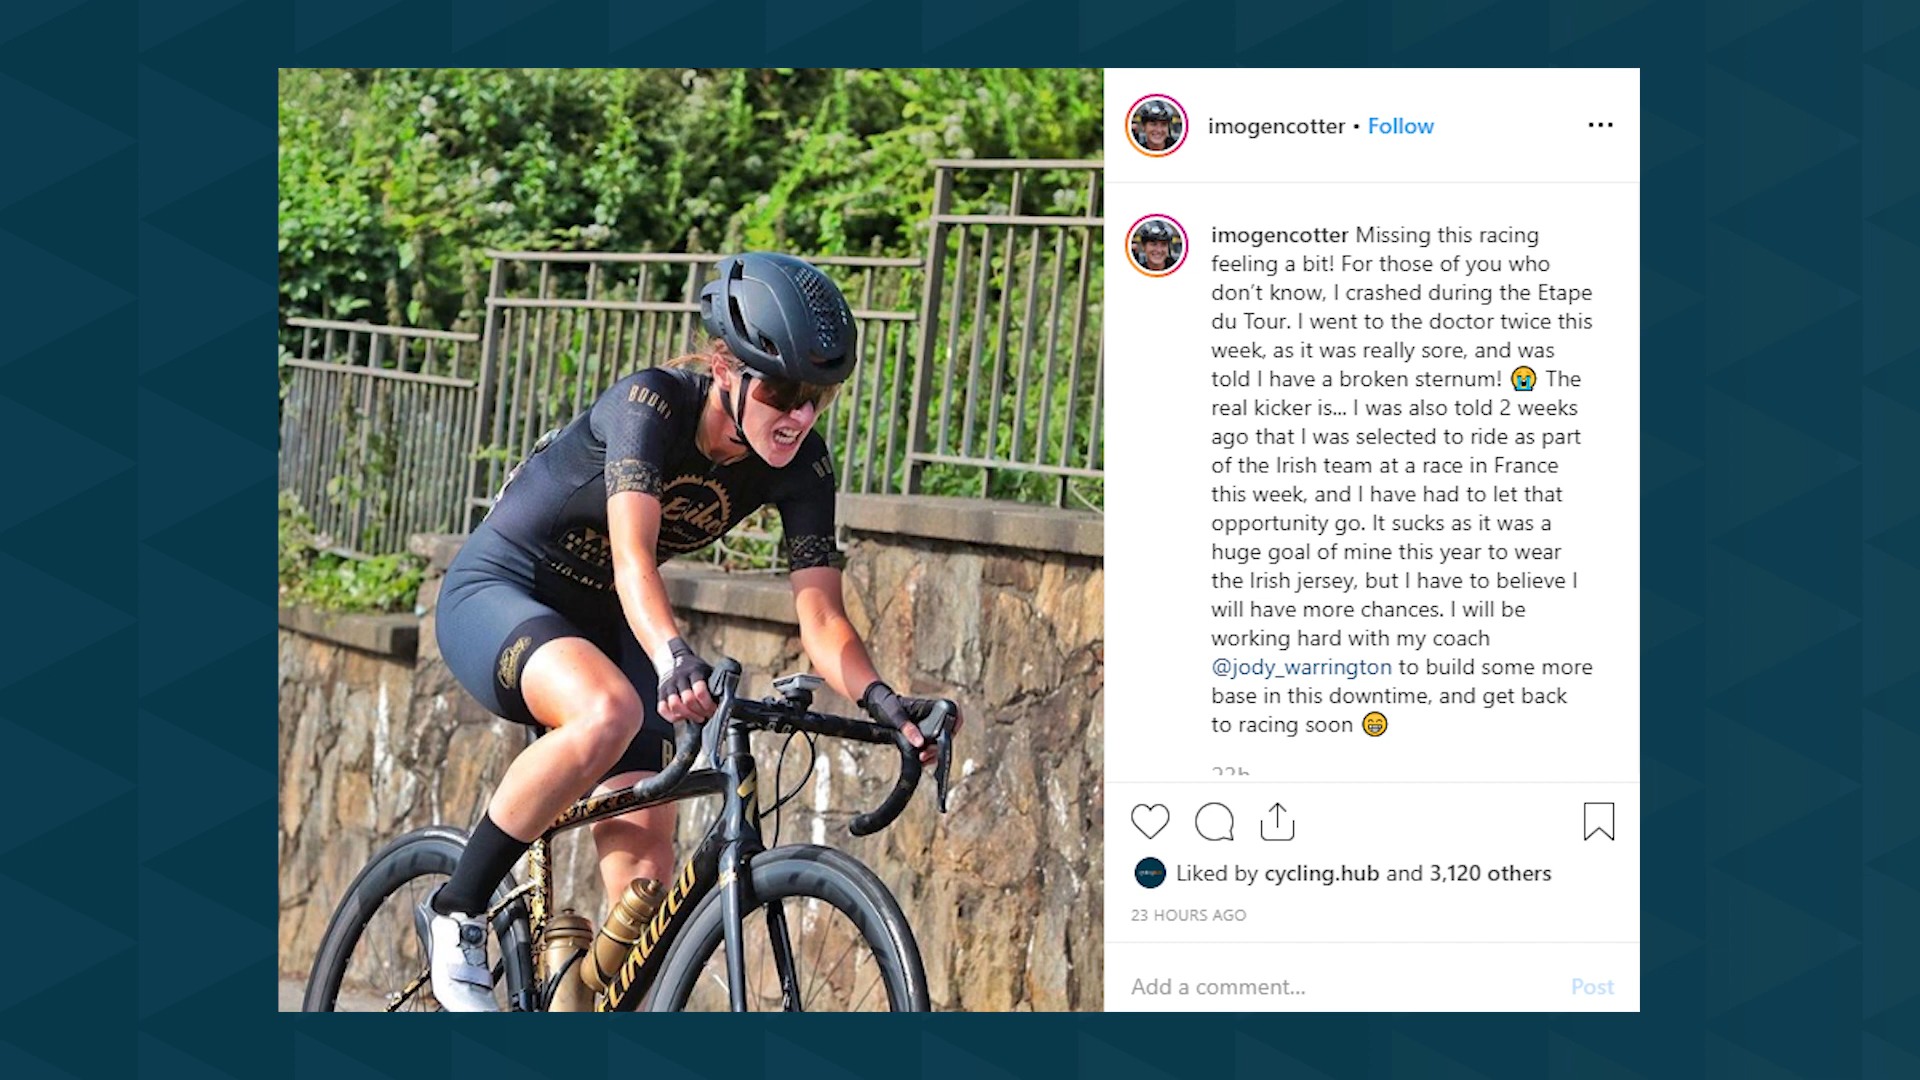 imogencotter • Follow
imogencotter Missing this racing
feeling a bit! For those of you who
don't know, I crashed during the Etape
du Tour. I went to the doctor twice this
week, as it was really sore, and was
told I have a broken sternum! 😭 The
real kicker is... I was also told 2 weeks
ago that I was selected to ride as part
of the Irish team at a race in France
this week, and I have had to let that
opportunity go. It sucks as it was a
huge goal of mine this year to wear
the Irish jersey, but I have to believe I
will have more chances. I will be
working hard with my coach
@jody_warrington to build some more
base in this downtime, and get back
to racing soon 😁
Liked by cycling.hub and 3,120 others
23 HOURS AGO
Add a comment...
Post
BODHI
Bikes
SPECIALIZED